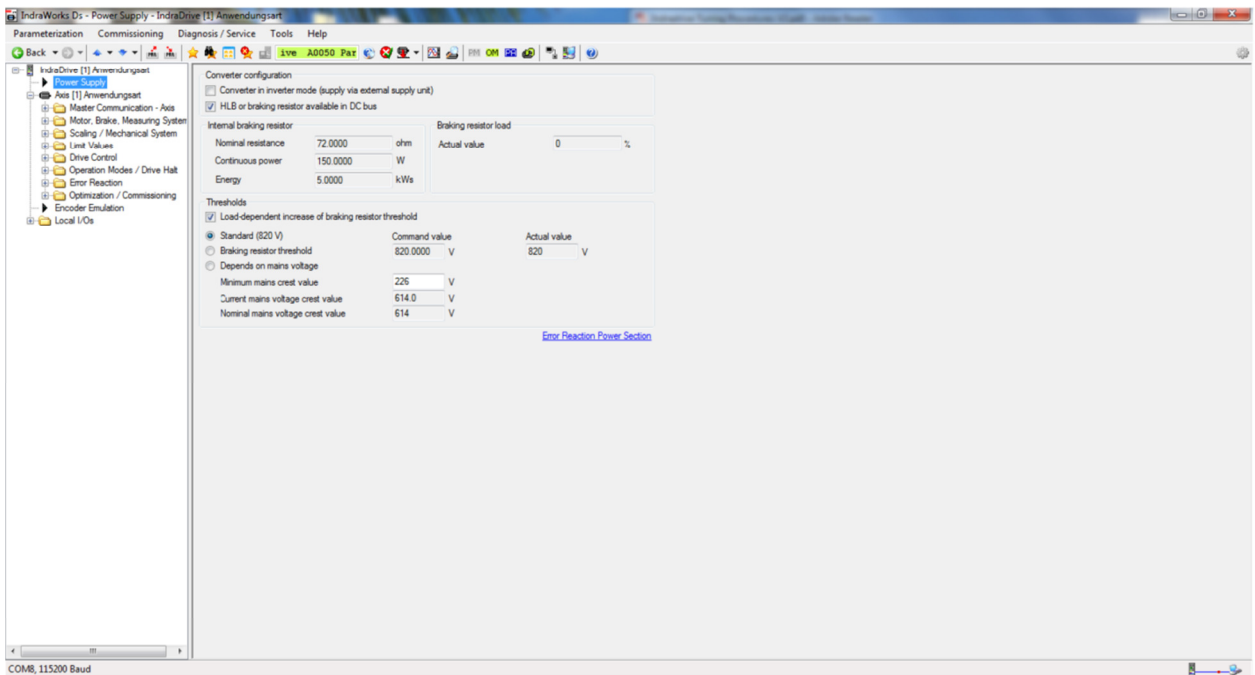 IndraWorks Ds - Power Supply - IndraDrive [1] Anwendungsart
Parameterization Commissioning Diagnosis / Service Tools Help
Back ive A0050 Par PM OM
IndraDrive [1] Anwendungsart
Power Supply
Axis [1] Anwendungsart
Master Communication - Axis
Motor, Brake, Measuring System
Scaling / Mechanical System
Limit Values
Drive Control
Operation Modes / Drive Halt
Error Reaction
Optimization / Commissioning
Encoder Emulation
Local I/Os
Converter configuration
Converter in inverter mode (supply via external supply unit)
HLB or braking resistor available in DC bus
Internal braking resistor
Nominal resistance 72.0000 ohm
Continuous power 150.0000 W
Energy 5.0000 kWs
Braking resistor load
Actual value 0 %
Thresholds
Load-dependent increase of braking resistor threshold
Standard (820 V) Command value Actual value
Braking resistor threshold 820.0000 V 820 V
Depends on mains voltage
Minimum mains crest value 226 V
Current mains voltage crest value 614.0 V
Nominal mains voltage crest value 614 V
Error Reaction Power Section
COM8, 115200 Baud